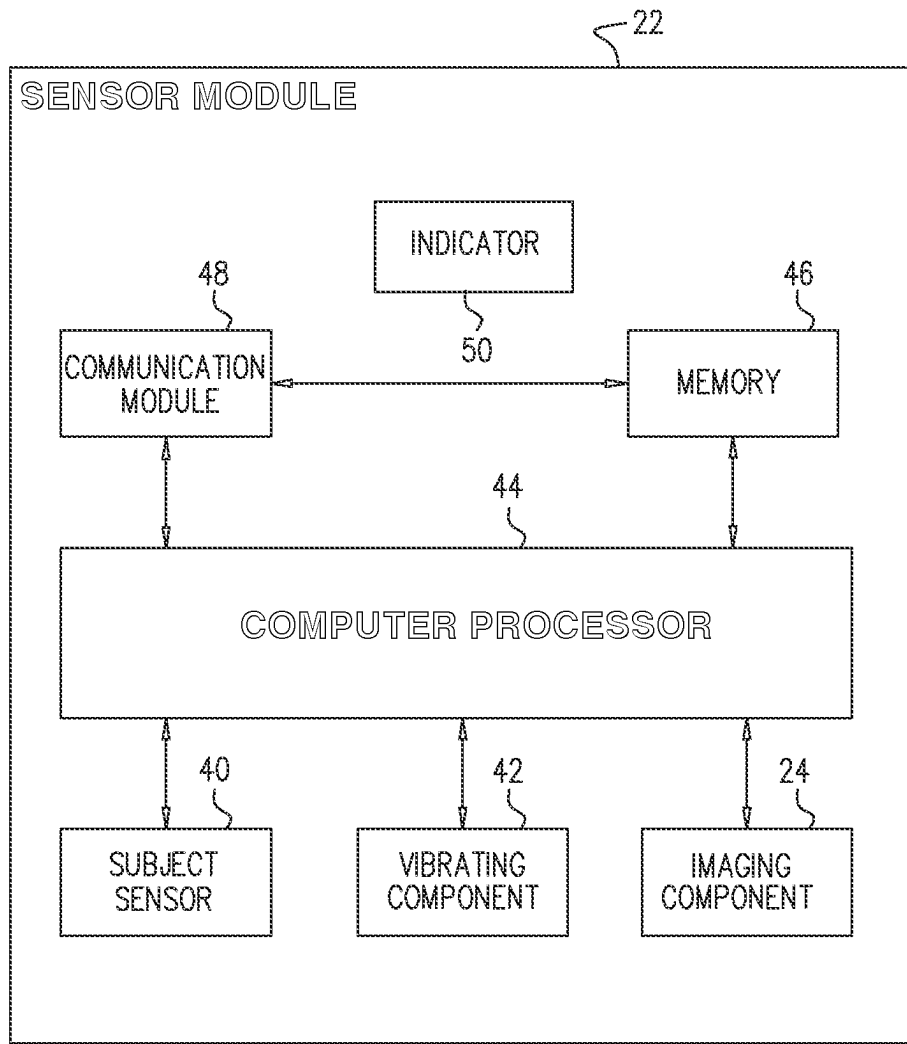 22
SENSOR MODULE
INDICATOR
50
48
COMMUNICATION
MODULE
46
MEMORY
44
COMPUTER PROCESSOR
40
SUBJECT
SENSOR
42
VIBRATING
COMPONENT
24
IMAGING
COMPONENT